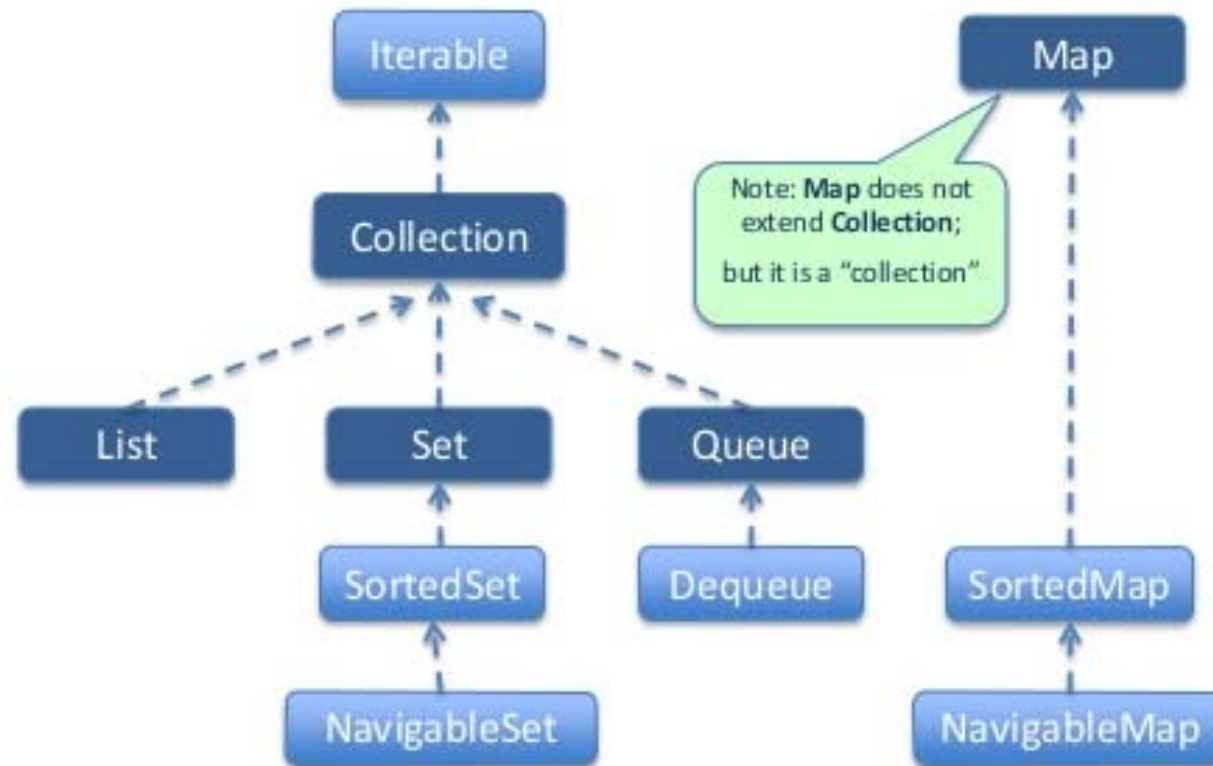 Iterable
Map
Note: Map does not
extend Collection;
but it is a “collection”
Collection
List
Set
Queue
SortedSet
Dequeue
SortedMap
NavigableSet
NavigableMap